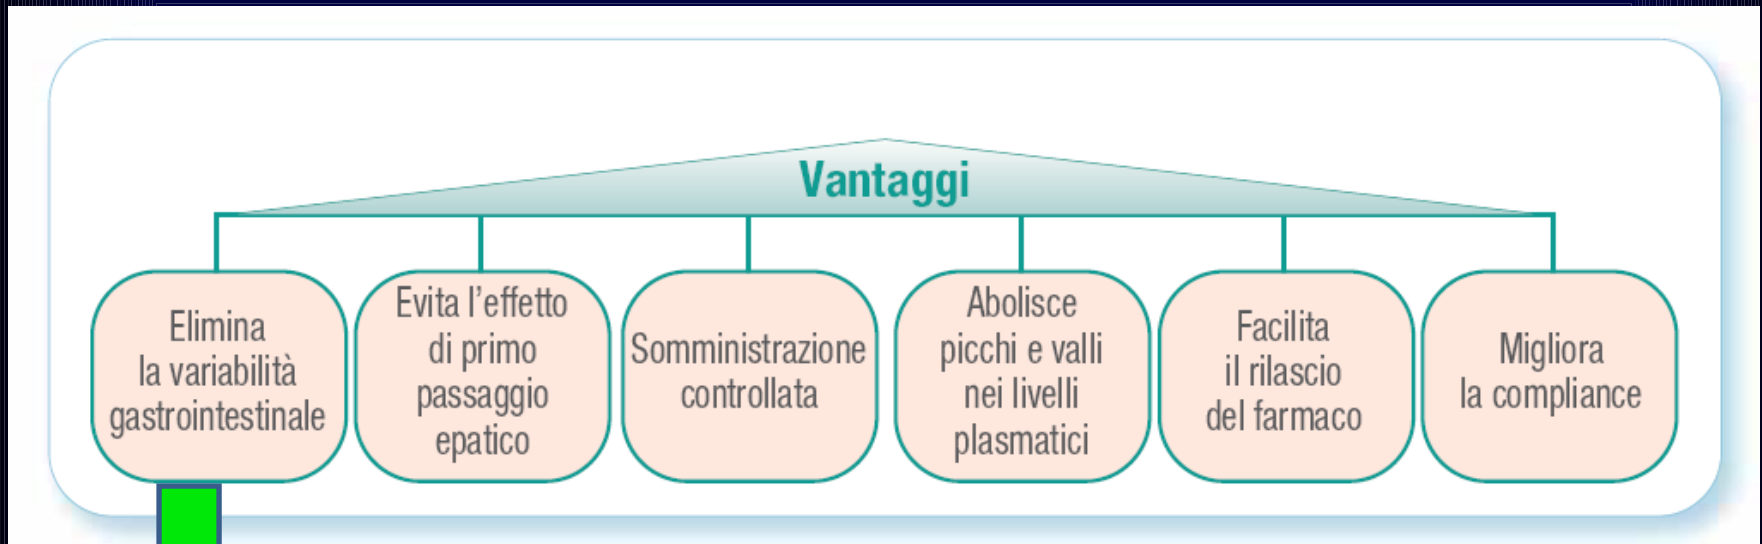 Vantaggi
Elimina
la variabilità
gastrointestinale
Evita l'effetto
di primo
passaggio
epatico
Somministrazione
controllata
Abolisce
picchi e valli
nei livelli
plasmatici
Facilita
il rilascio
del farmaco
Migliora
la compliance